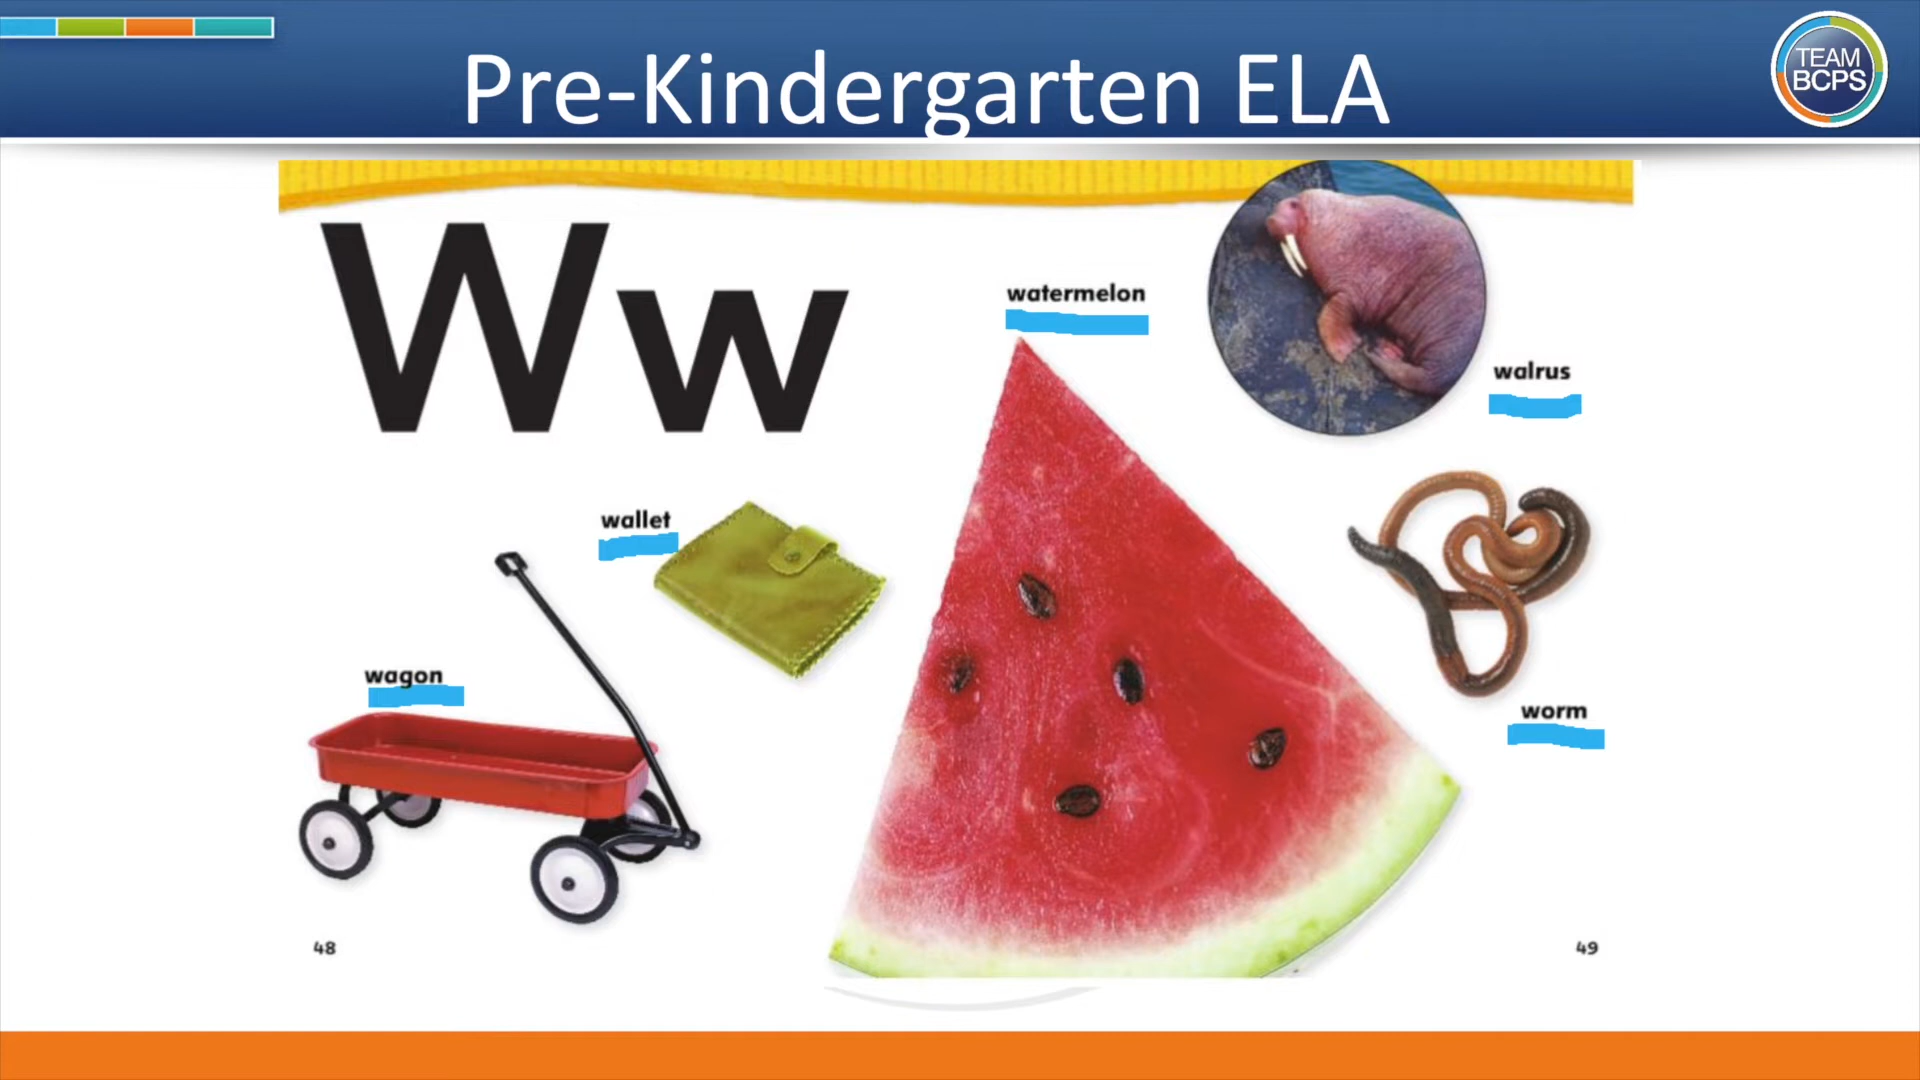 Pre-Kindergarten ELA
TEAM
BCPS
Ww
watermelon
walrus
wallet
wagon
worm
48
49